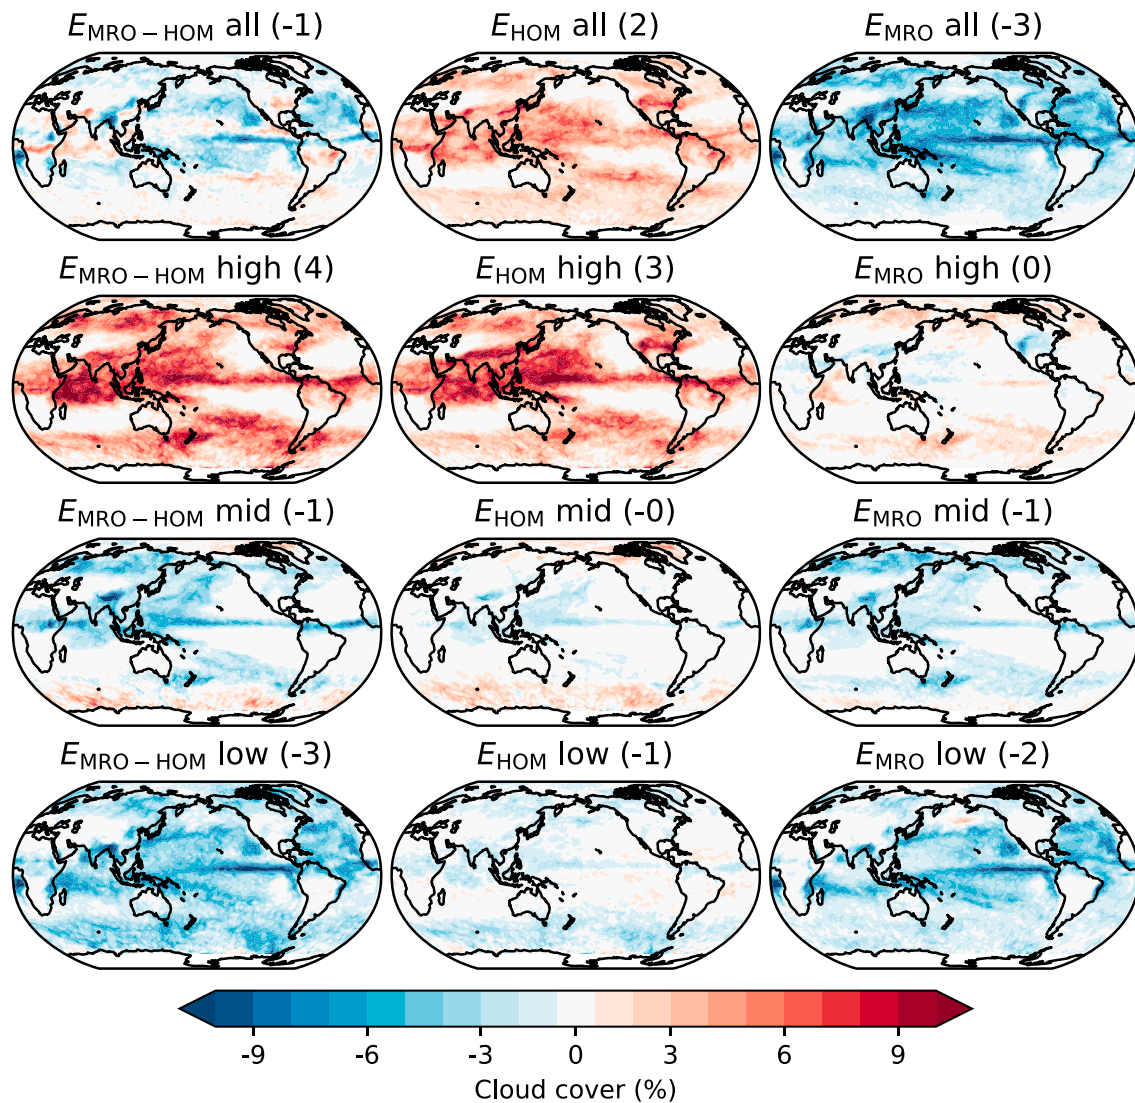 E_MRO−HOM all (-1) E_HOM all (2) E_MRO all (-3)
E_MRO−HOM high (4) E_HOM high (3) E_MRO high (0)
E_MRO−HOM mid (-1) E_HOM mid (-0) E_MRO mid (-1)
E_MRO−HOM low (-3) E_HOM low (-1) E_MRO low (-2)
-9 -6 -3 0 3 6 9
Cloud cover (%)